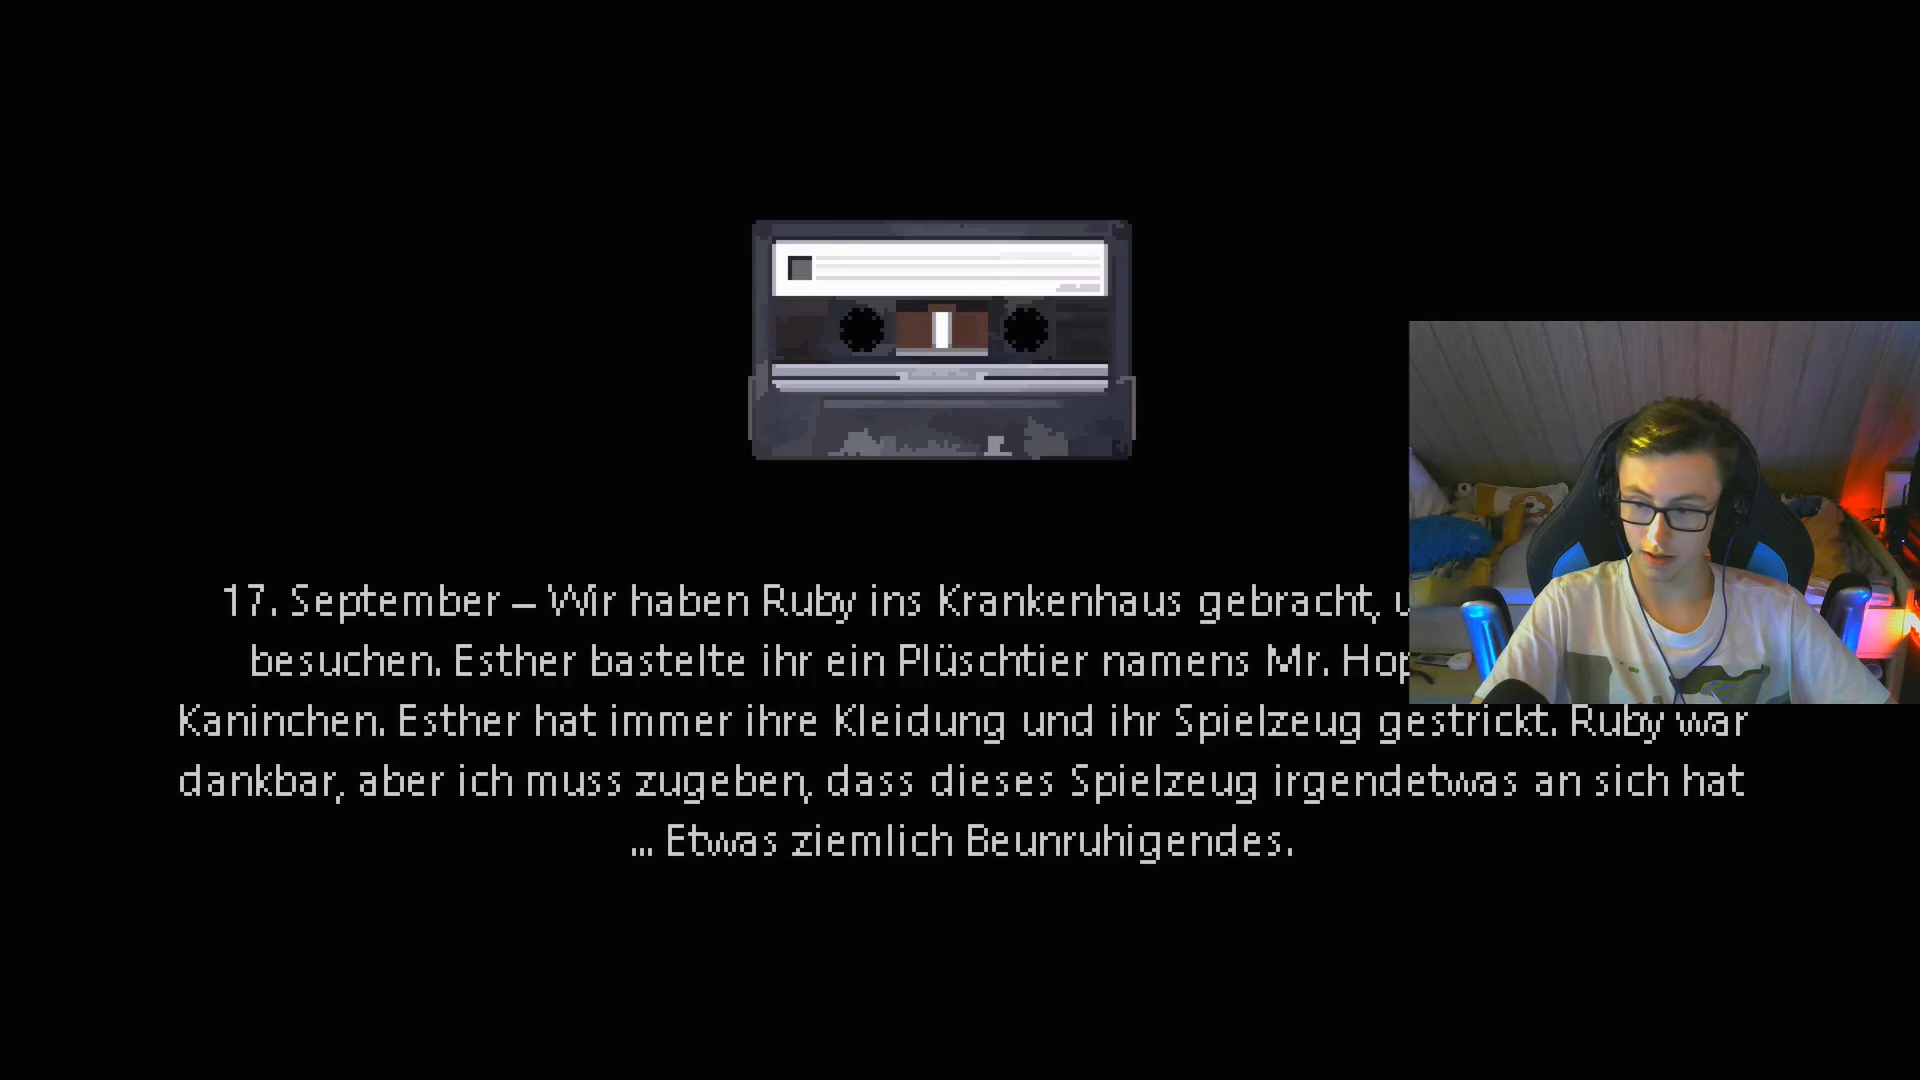 17. September – Wir haben Ruby ins Krankenhaus gebracht,
besuchen. Esther bastelte ihr ein Plüschtier namens Mr.
Kaninchen. Esther hat immer ihre Kleidung und ihr Spielzeug gestrickt. Ruby war
dankbar, aber ich muss zugeben, dass dieses Spielzeug irgendetwas an sich hat
... Etwas ziemlich Beunruhigendes.